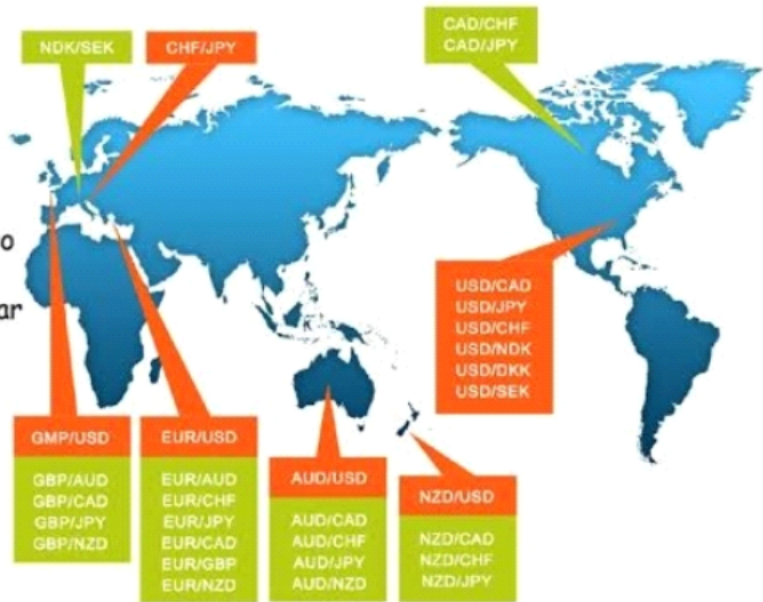 NDK/SEK
CHF/JPY
CAD/CHF
CAD/JPY
o
ar
USD/CAD
USD/JPY
USD/CHF
USD/NDK
USD/DKK
USD/SEK
GMP/USD
GBP/AUD
GBP/CAD
GBP/JPY
GBP/NZD
EUR/USD
EUR/AUD
EUR/CHF
EUR/JPY
EUR/CAD
EUR/GBP
EUR/NZD
AUD/USD
AUD/CAD
AUD/CHF
AUD/JPY
AUD/NZD
NZD/USD
NZD/CAD
NZD/CHF
NZD/JPY